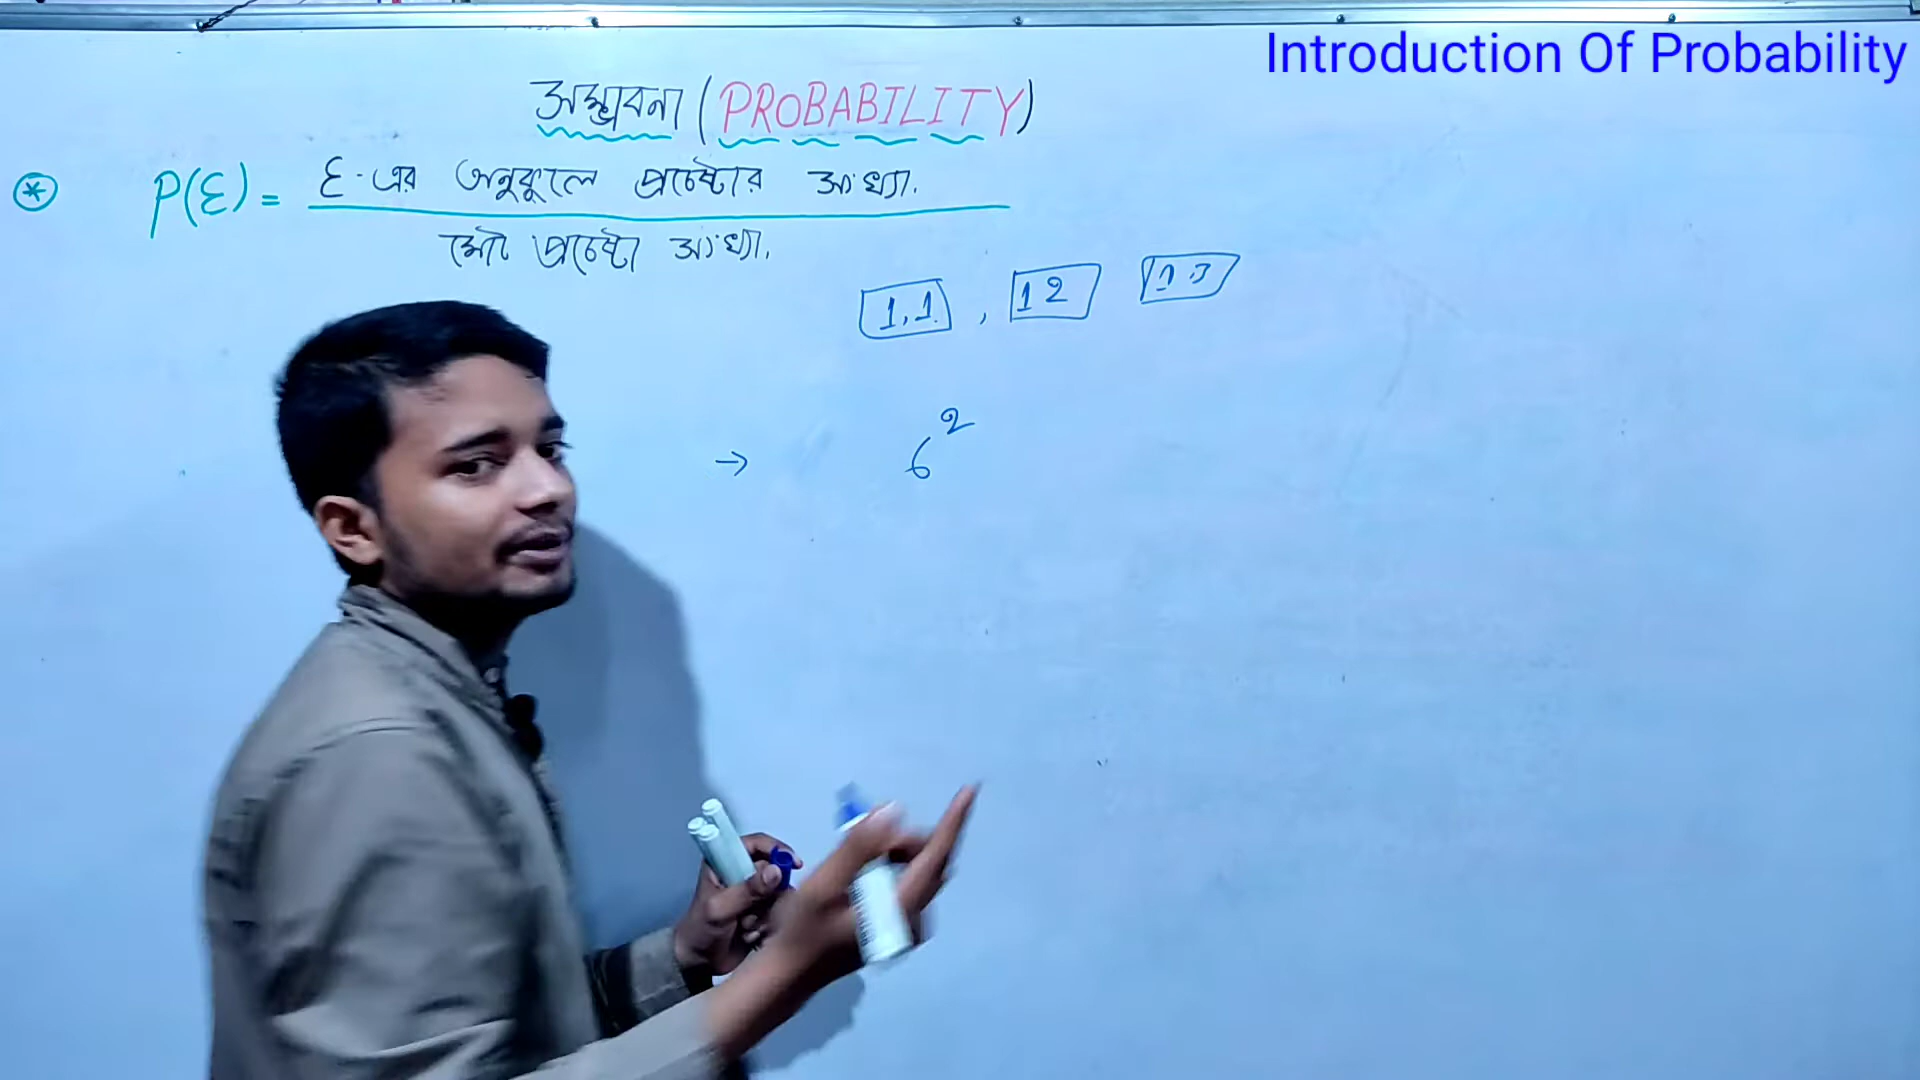 Introduction Of Probability
সম্ভাবনা (PROBABILITY)
P(E) = E-এর অনুকূলে প্রচেষ্টার সংখ্যা.
মোট প্রচেষ্টা সংখ্যা.
1,1 , 1 2
→ 6²